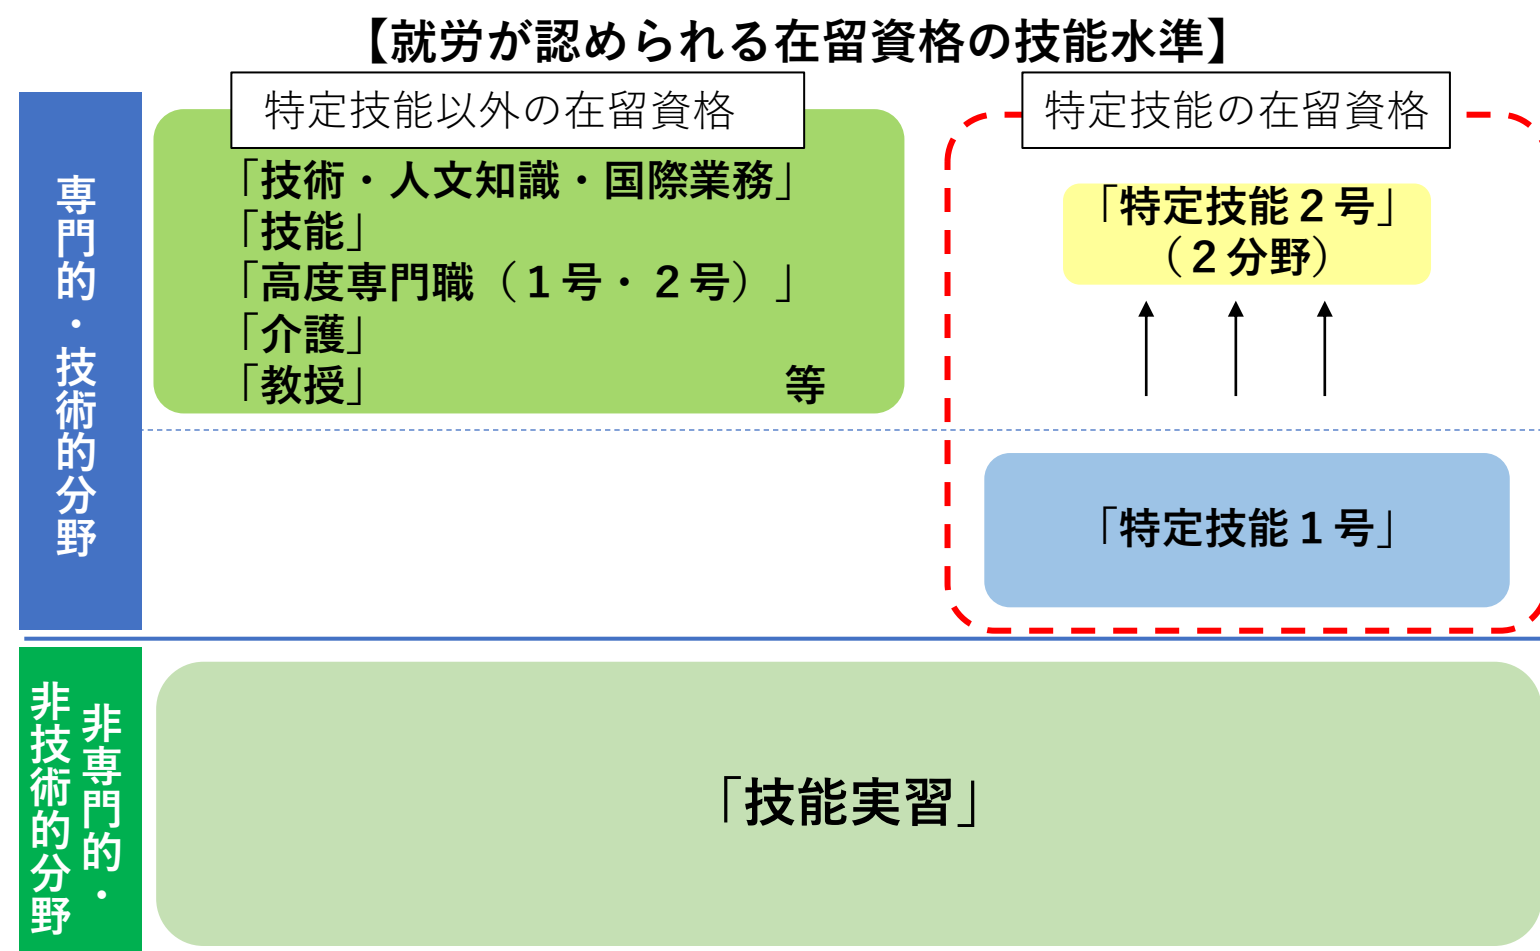 【就労が認められる在留資格の技能水準】
専門的・技術的分野
特定技能以外の在留資格
「技術・人文知識・国際業務」
「技能」
「高度専門職（１号・２号）」
「介護」
「教授」 等
特定技能の在留資格
「特定技能２号」
（２分野）
「特定技能１号」
非専門的・
非技術的分野
「技能実習」